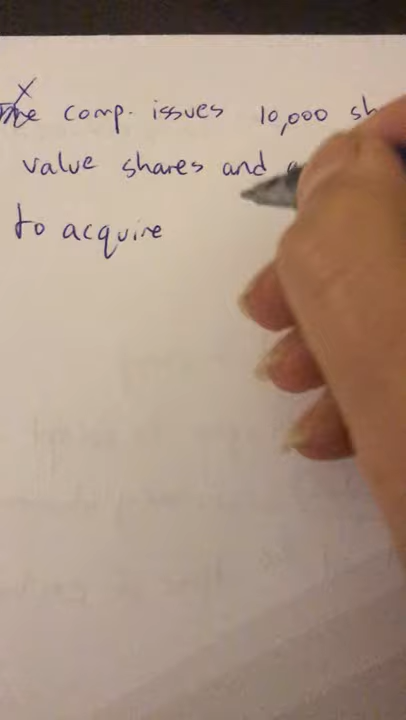 X
The comp. issues 10,000 sh
value shares and
to acquire